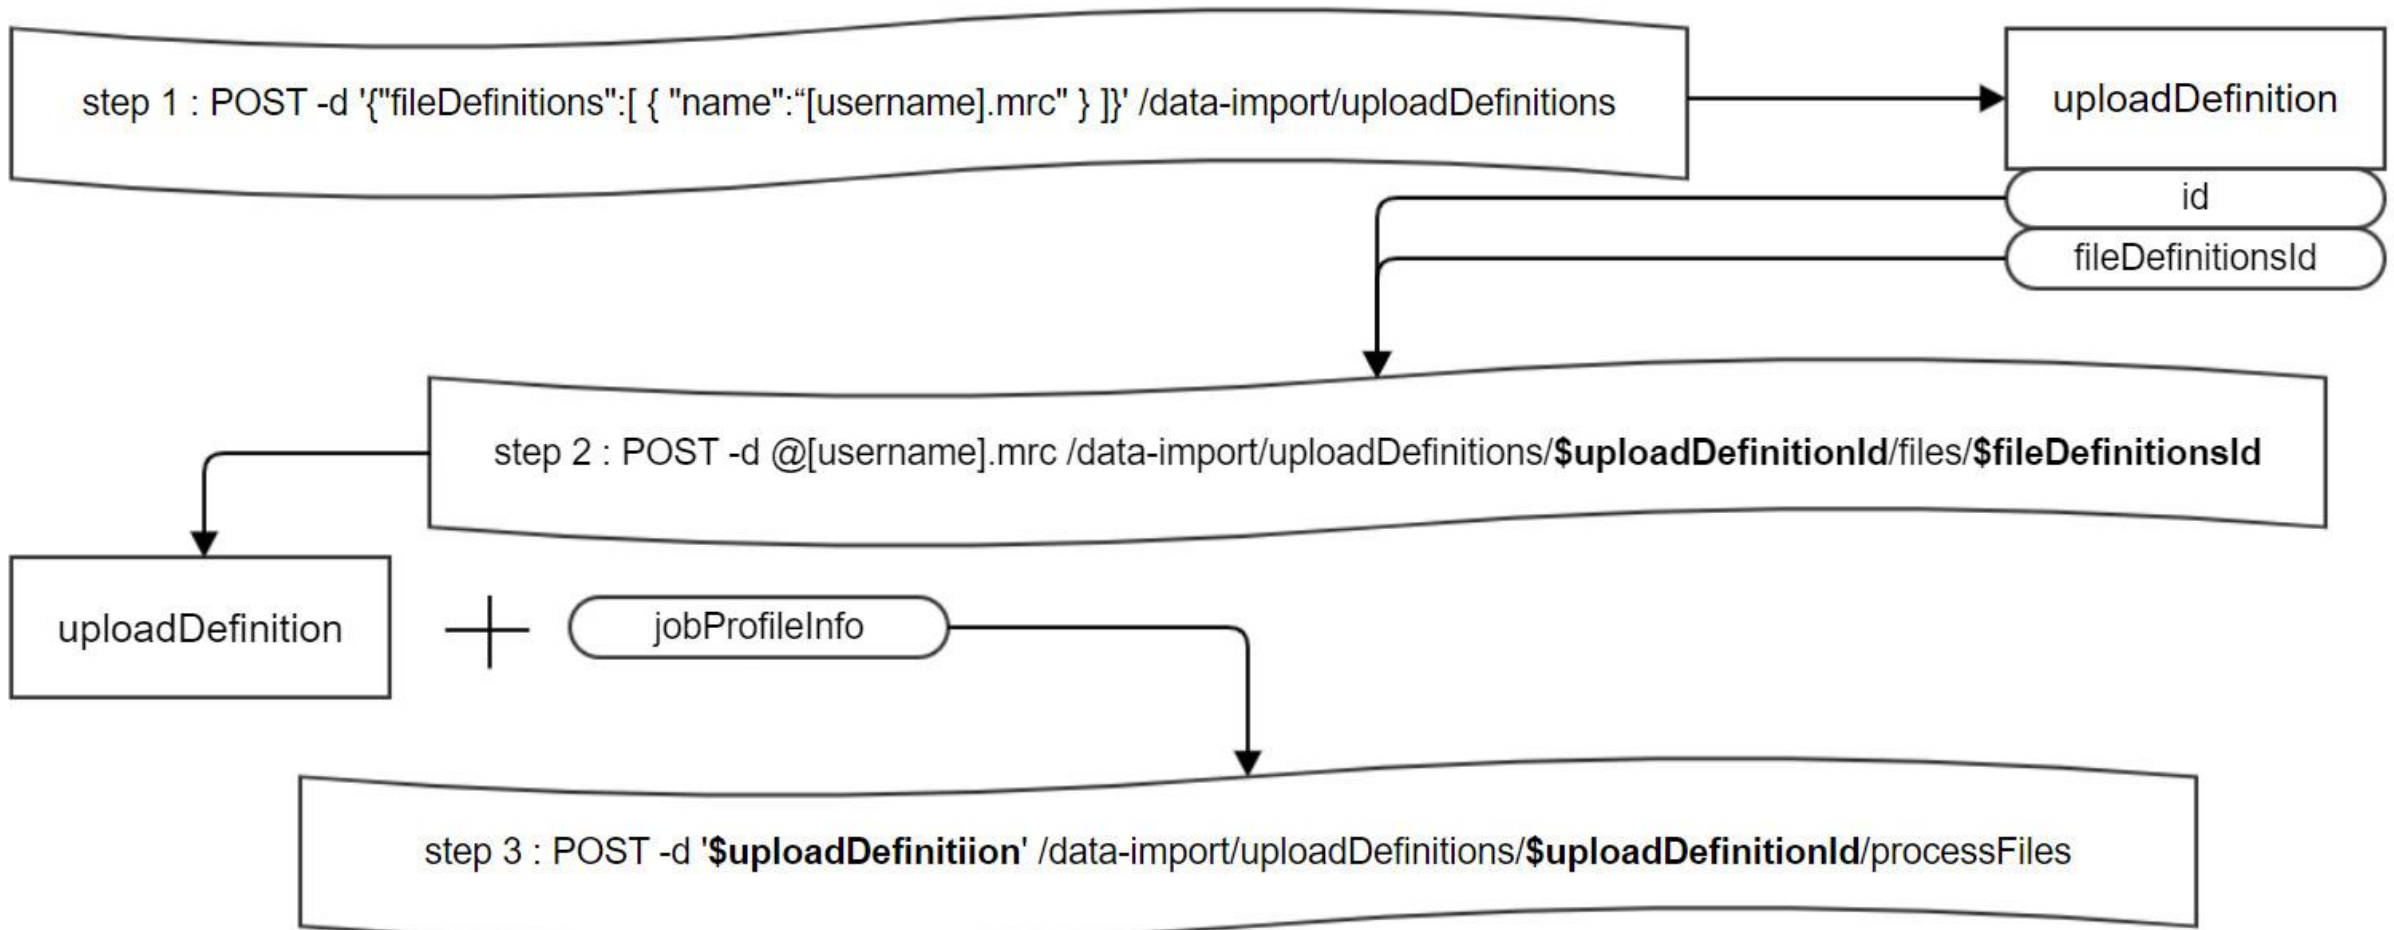 step 1 : POST -d '{"fileDefinitions":[ { "name":“[username].mrc" } ]}' /data-import/uploadDefinitions
uploadDefinition
id
fileDefinitionsId
step 2 : POST -d @[username].mrc /data-import/uploadDefinitions/$uploadDefinitionId/files/$fileDefinitionsId
uploadDefinition
jobProfileInfo
step 3 : POST -d '$uploadDefinitiion' /data-import/uploadDefinitions/$uploadDefinitionId/processFiles